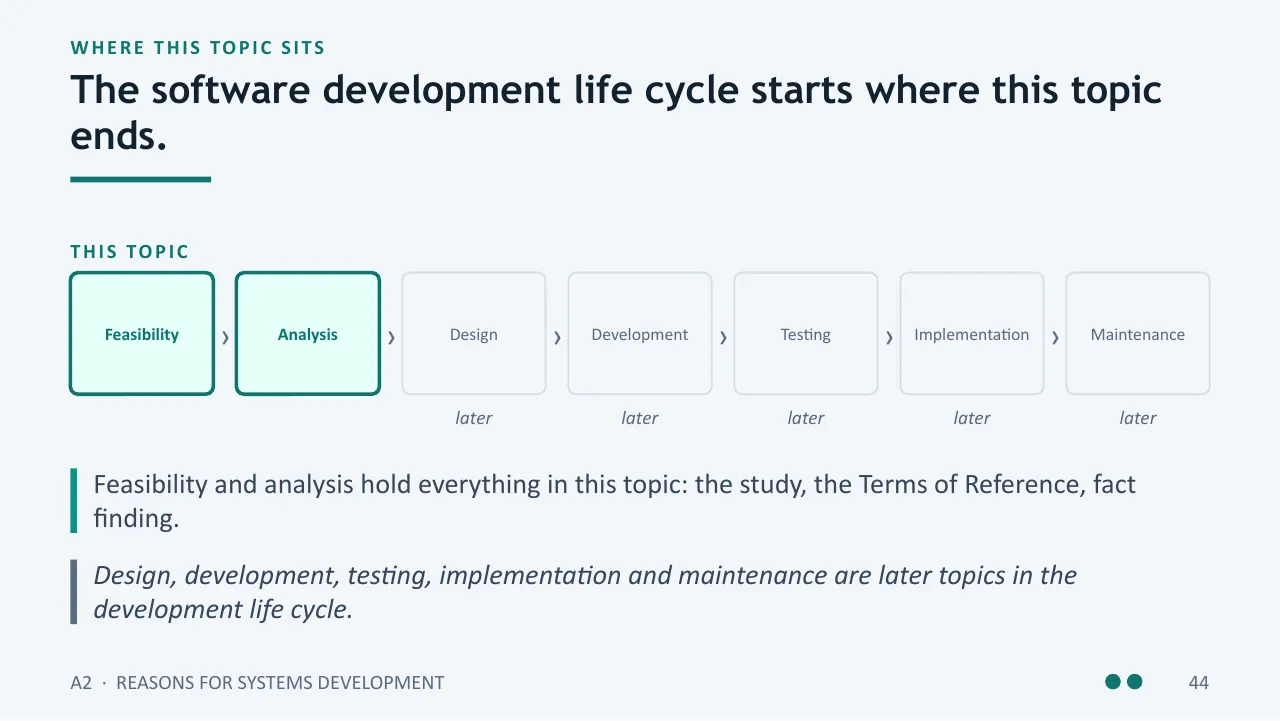 WHERE THIS TOPIC SITS
The software development life cycle starts where this topic
ends.
THIS TOPIC
Feasibility › Analysis › Design › Development › Testing › Implementation › Maintenance
later later later later later
Feasibility and analysis hold everything in this topic: the study, the Terms of Reference, fact
finding.
Design, development, testing, implementation and maintenance are later topics in the
development life cycle.
A2 · REASONS FOR SYSTEMS DEVELOPMENT 44